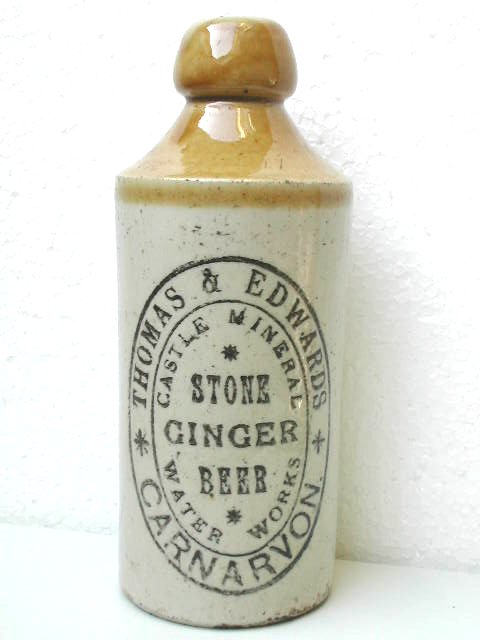 THOMAS & EDWARDS
CARNARVON.
CASTLE MINERAL
WATER WORKS
STONE
GINGER
BEER